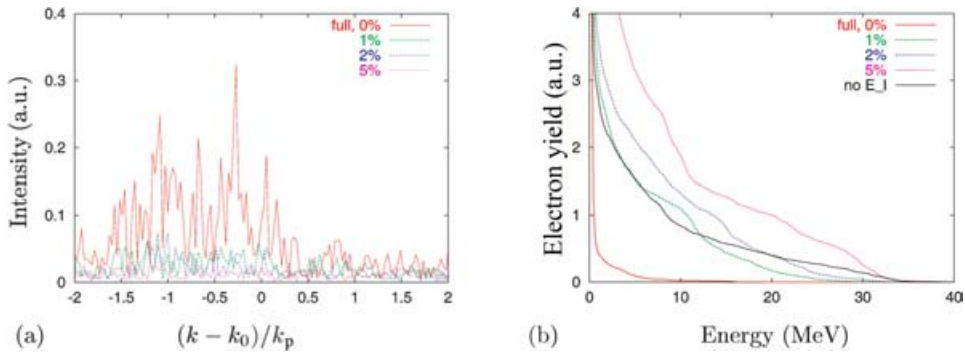 0.4
0.3
0.2
0.1
0
Intensity (a.u.)
full, 0%
1%
2%
5%
-2 -1.5 -1 -0.5 0 0.5 1 1.5 2
(a) (k − k₀)/kₚ
4
3
2
1
0
Electron yield (a.u.)
full, 0%
1%
2%
5%
no E_I
0 10 20 30 40
(b) Energy (MeV)